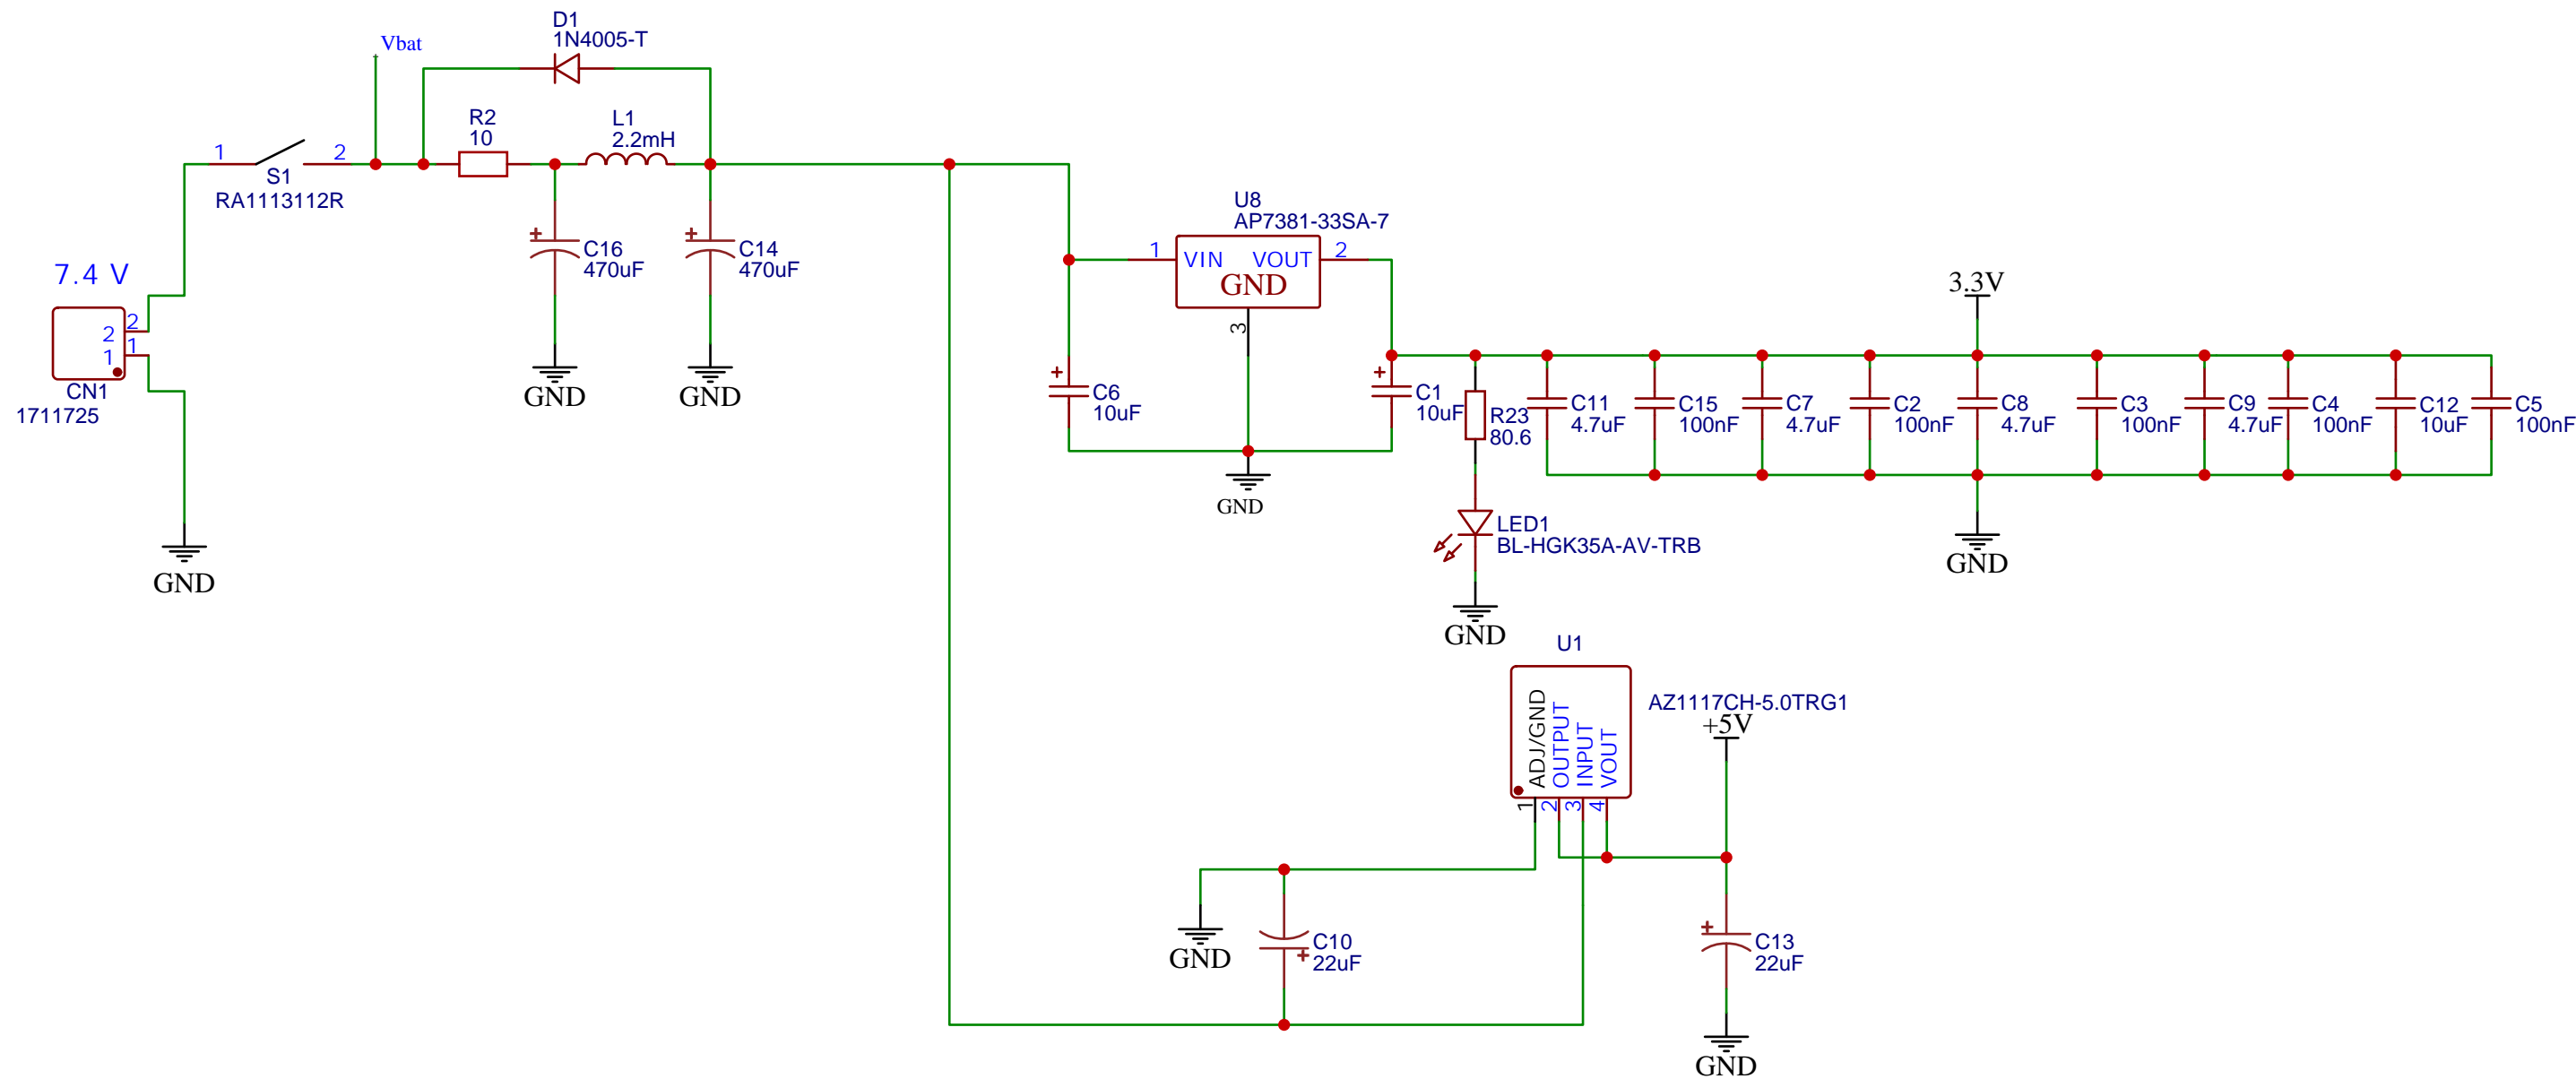 D1
1N4005-T
Vbat
R2
10
L1
2.2mH
1
2
S1
RA1113112R
C16
470uF
C14
470uF
GND
GND
7.4 V
2
2
1
1
CN1
1711725
GND
U8
AP7381-33SA-7
1
VIN
VOUT
2
GND
3
C6
10uF
C1
10uF
GND
R23
80.6
LED1
BL-HGK35A-AV-TRB
GND
3.3V
C11
4.7uF
C15
100nF
C7
4.7uF
C2
100nF
C8
4.7uF
C3
100nF
C9
4.7uF
C4
100nF
C12
10uF
C5
100nF
GND
U1
AZ1117CH-5.0TRG1
ADJ/GND
OUTPUT
INPUT
VOUT
1
2
3
4
+5V
GND
C10
22uF
C13
22uF
GND